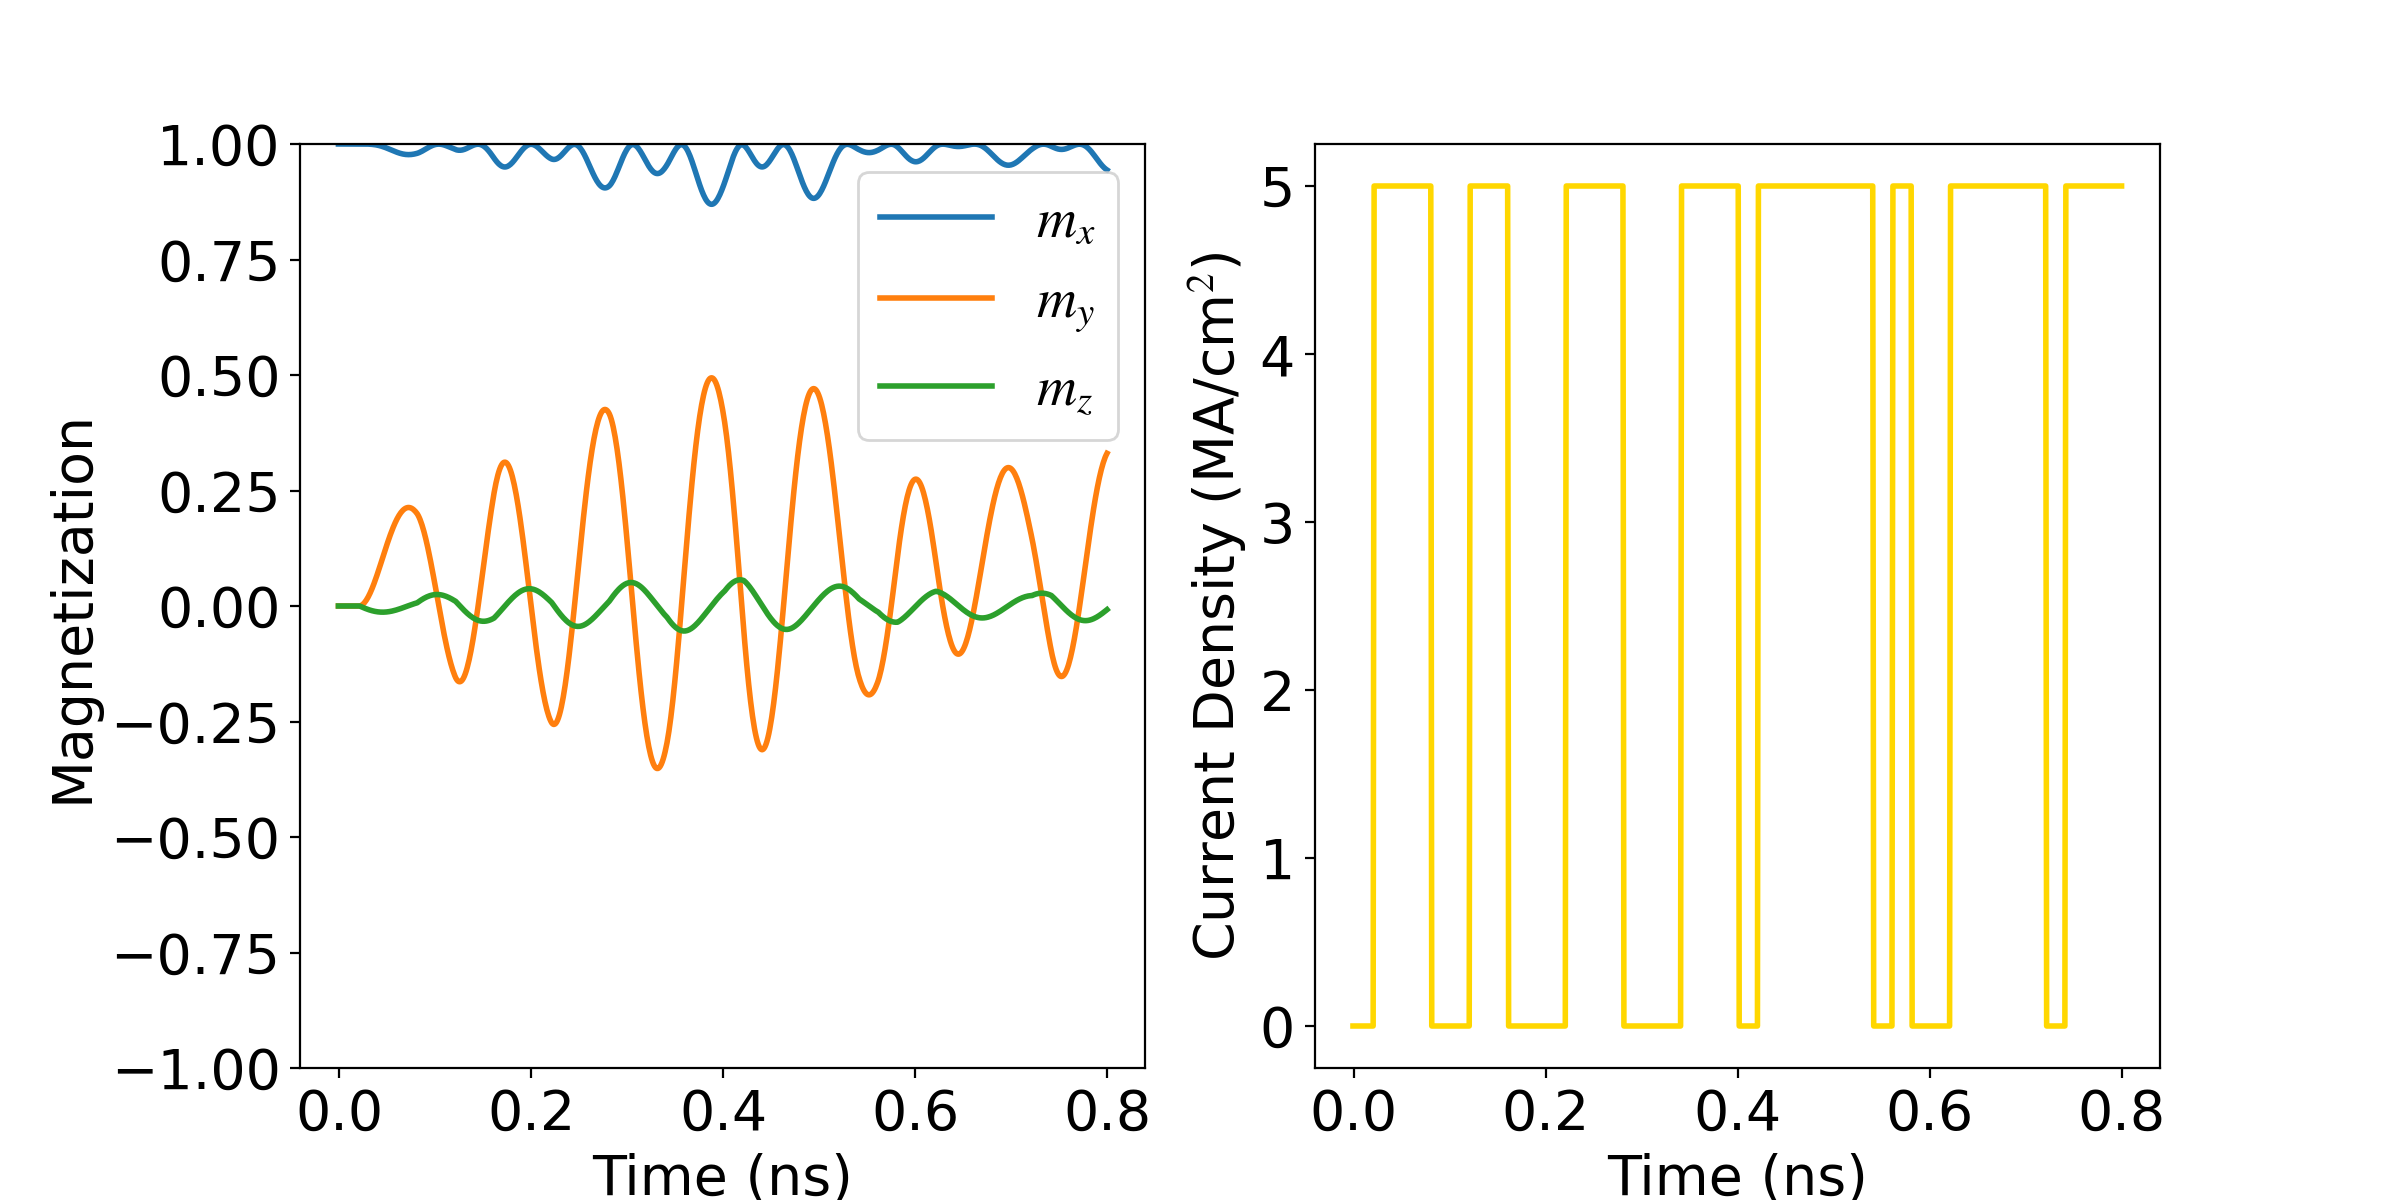 1.00
0.75
0.50
0.25
0.00
−0.25
−0.50
−0.75
−1.00
Magnetization
0.0 0.2 0.4 0.6 0.8
Time (ns)
m_x
m_y
m_z
5
4
3
2
1
0
Current Density (MA/cm²)
0.0 0.2 0.4 0.6 0.8
Time (ns)